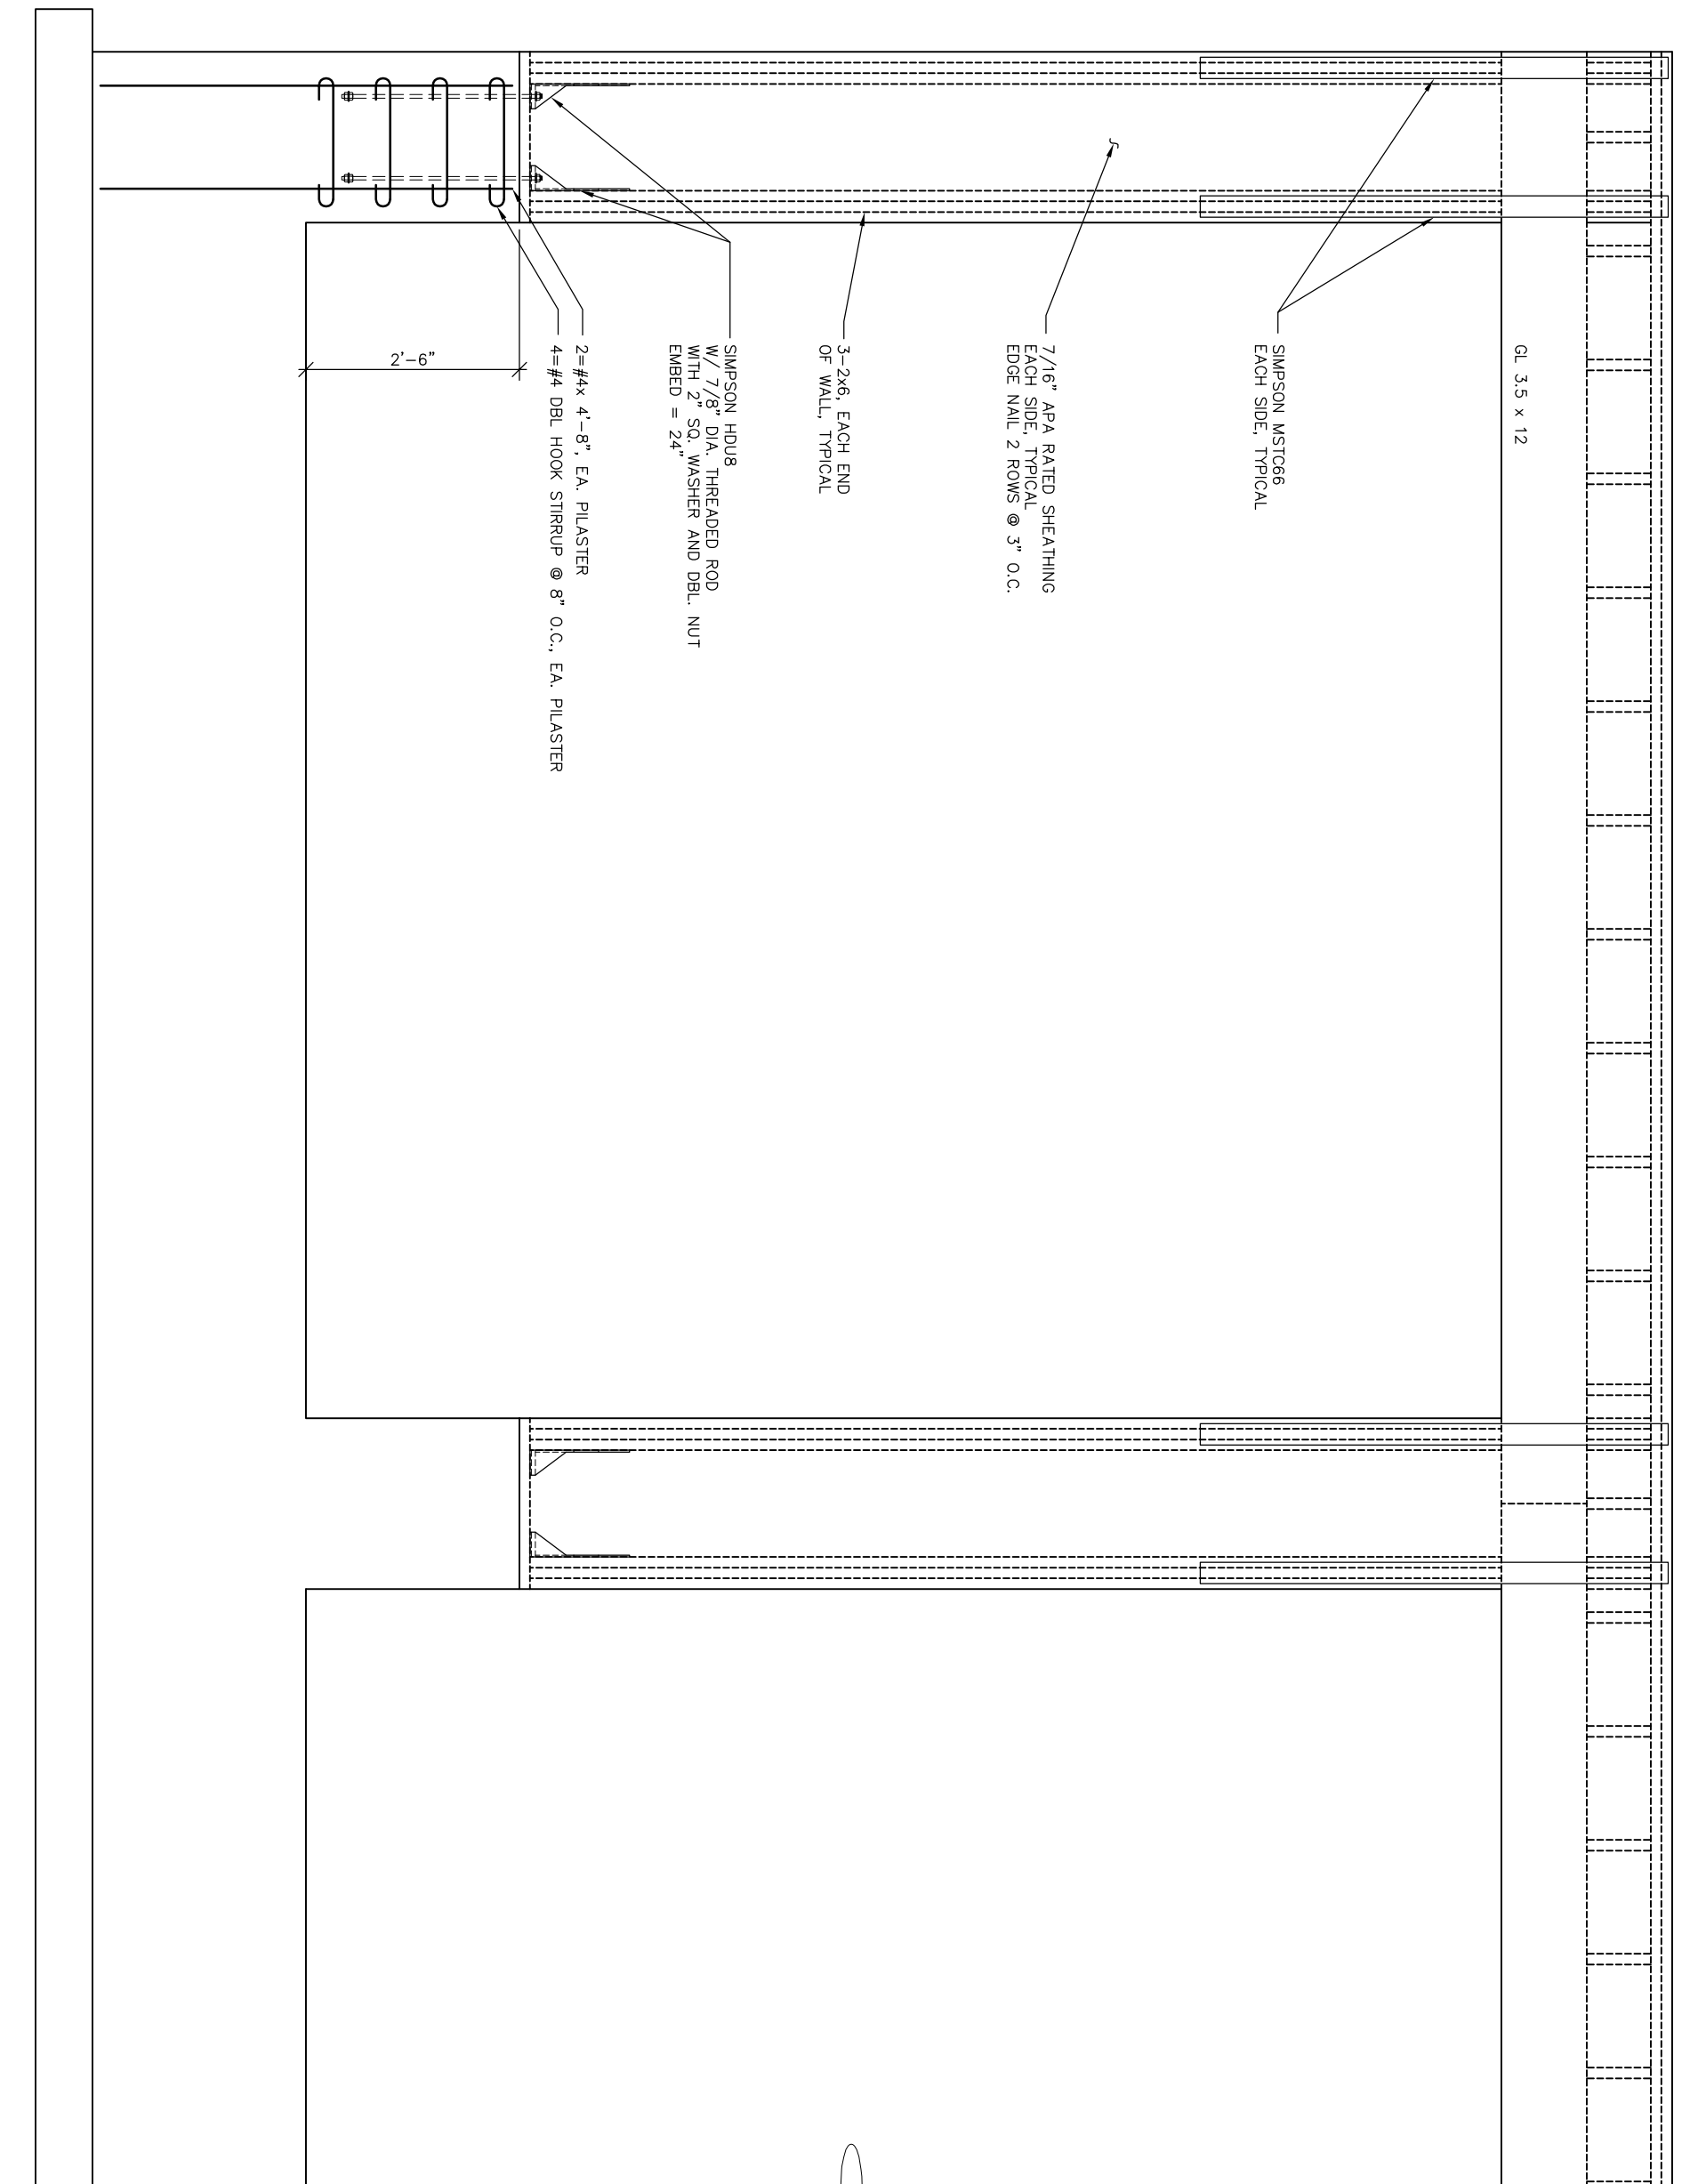 GL 3.5 x 12
SIMPSON MSTC66
EACH SIDE, TYPICAL
7/16" APA RATED SHEATHING
EACH SIDE, TYPICAL
EDGE NAIL 2 ROWS @ 3" O.C.
3-2x6, EACH END
OF WALL, TYPICAL
SIMPSON HDU8
W/ 7/8" DIA. THREADED ROD
WITH 2" SQ. WASHER AND DBL. NUT
EMBED = 24"
2=#4x 4'-8", EA. PILASTER
4=#4 DBL HOOK STIRRUP @ 8" O.C., EA. PILASTER
2'-6"